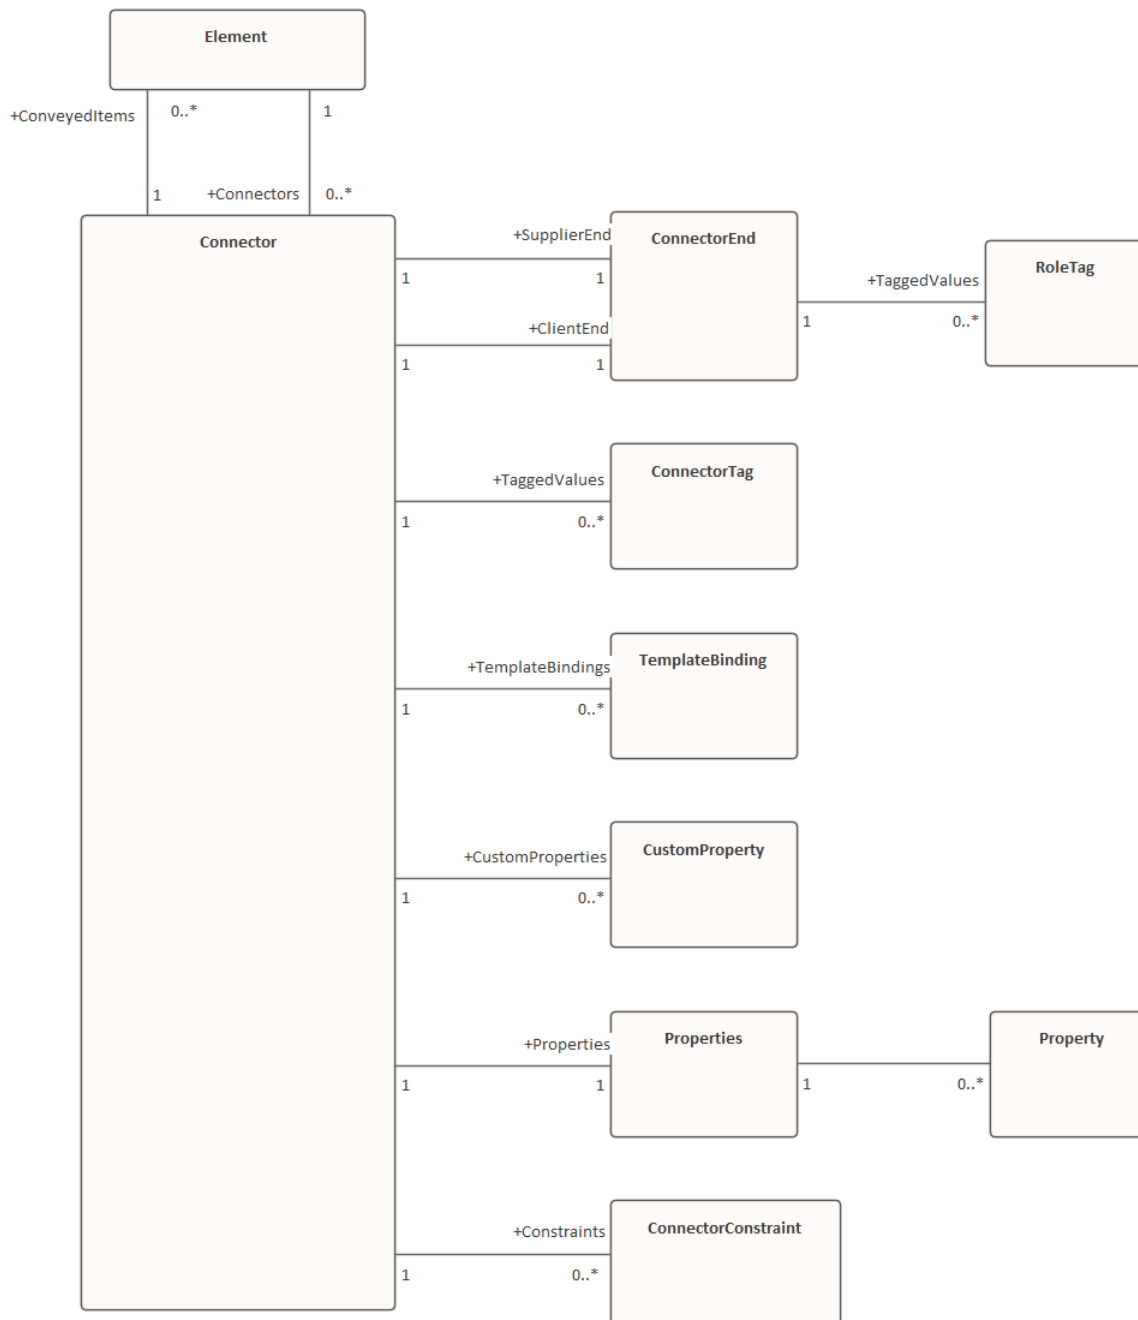 Element
+ConveyedItems
0..*
1
1
+Connectors
0..*
Connector
+SupplierEnd
1
1
ConnectorEnd
+ClientEnd
1
1
+TaggedValues
1
0..*
RoleTag
+TaggedValues
1
0..*
ConnectorTag
+TemplateBindings
1
0..*
TemplateBinding
+CustomProperties
1
0..*
CustomProperty
+Properties
1
1
Properties
1
0..*
Property
+Constraints
1
0..*
ConnectorConstraint